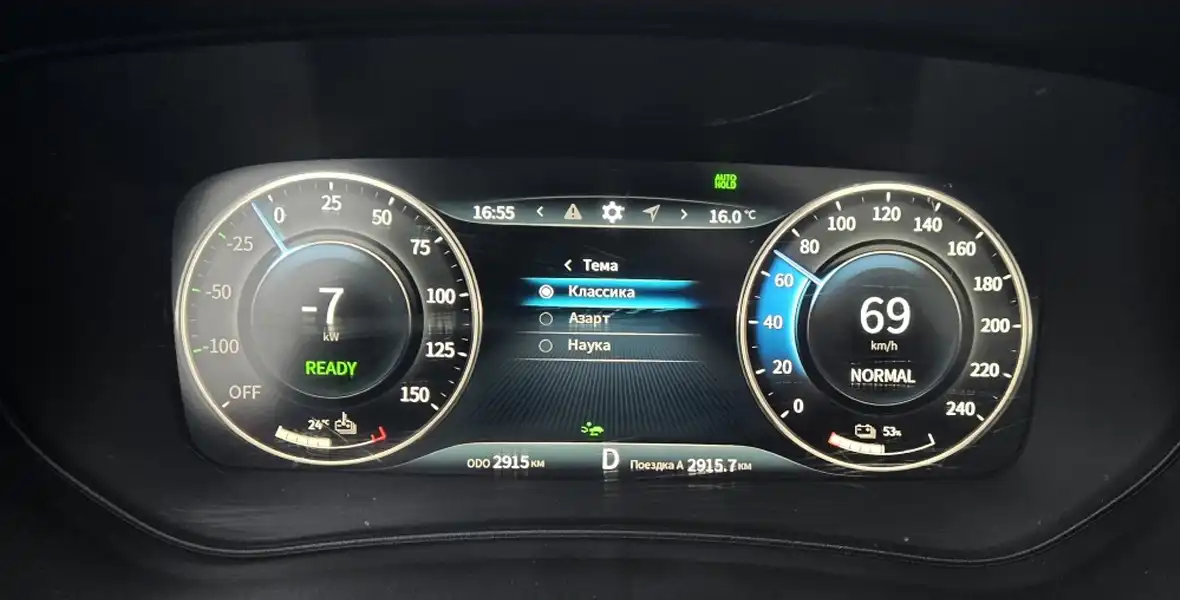 AUTO
HOLD
16:55
16.0 °C
-100
-50
-25
0
25
50
75
100
125
150
OFF
-7
kW
READY
24°C
Тема
Классика
Азарт
Наука
0
20
40
60
80
100
120
140
160
180
200
220
240
69
km/h
NORMAL
53%
ODO 2915 КМ
D
Поездка А 2915.7 КМ